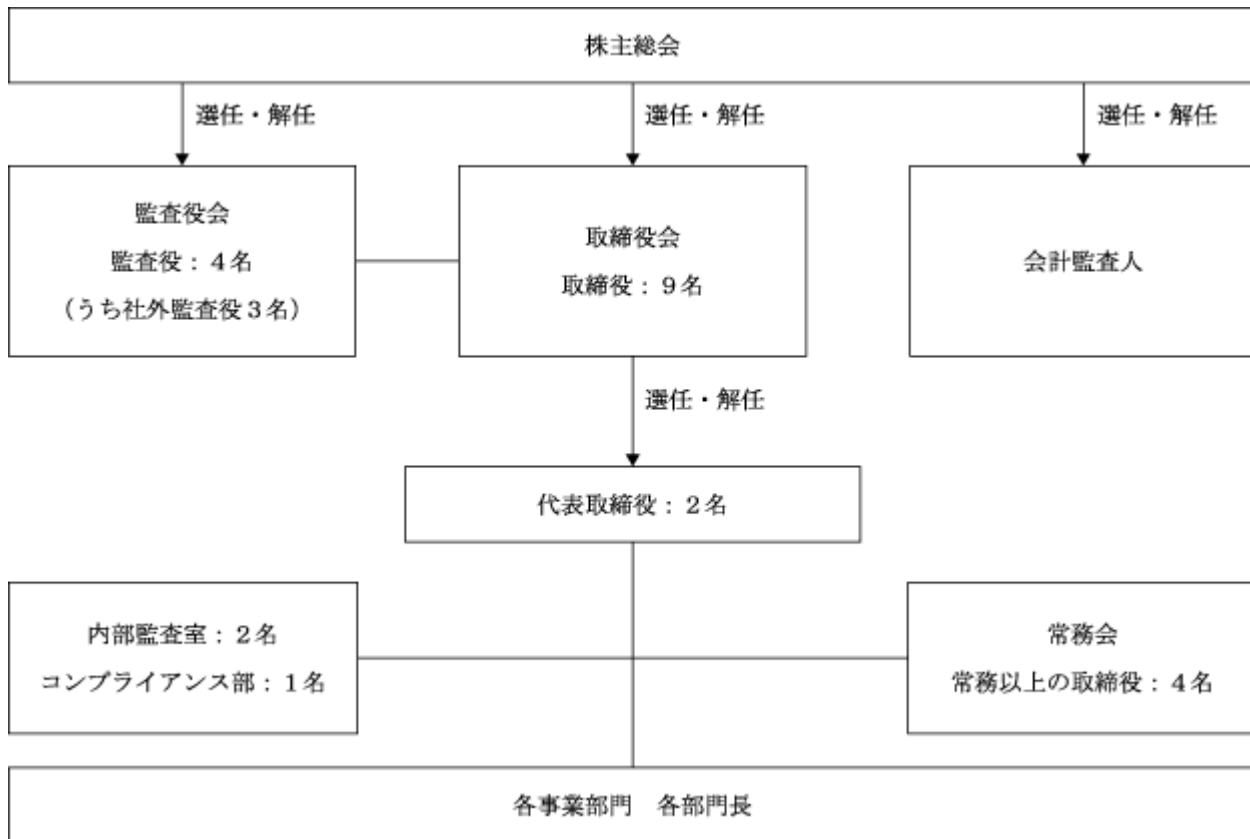 株主総会
選任・解任
選任・解任
選任・解任
監査役会
監査役：４名
（うち社外監査役３名）
取締役会
取締役：９名
会計監査人
選任・解任
代表取締役：２名
内部監査室：２名
コンプライアンス部：１名
常務会
常務以上の取締役：４名
各事業部門　各部門長